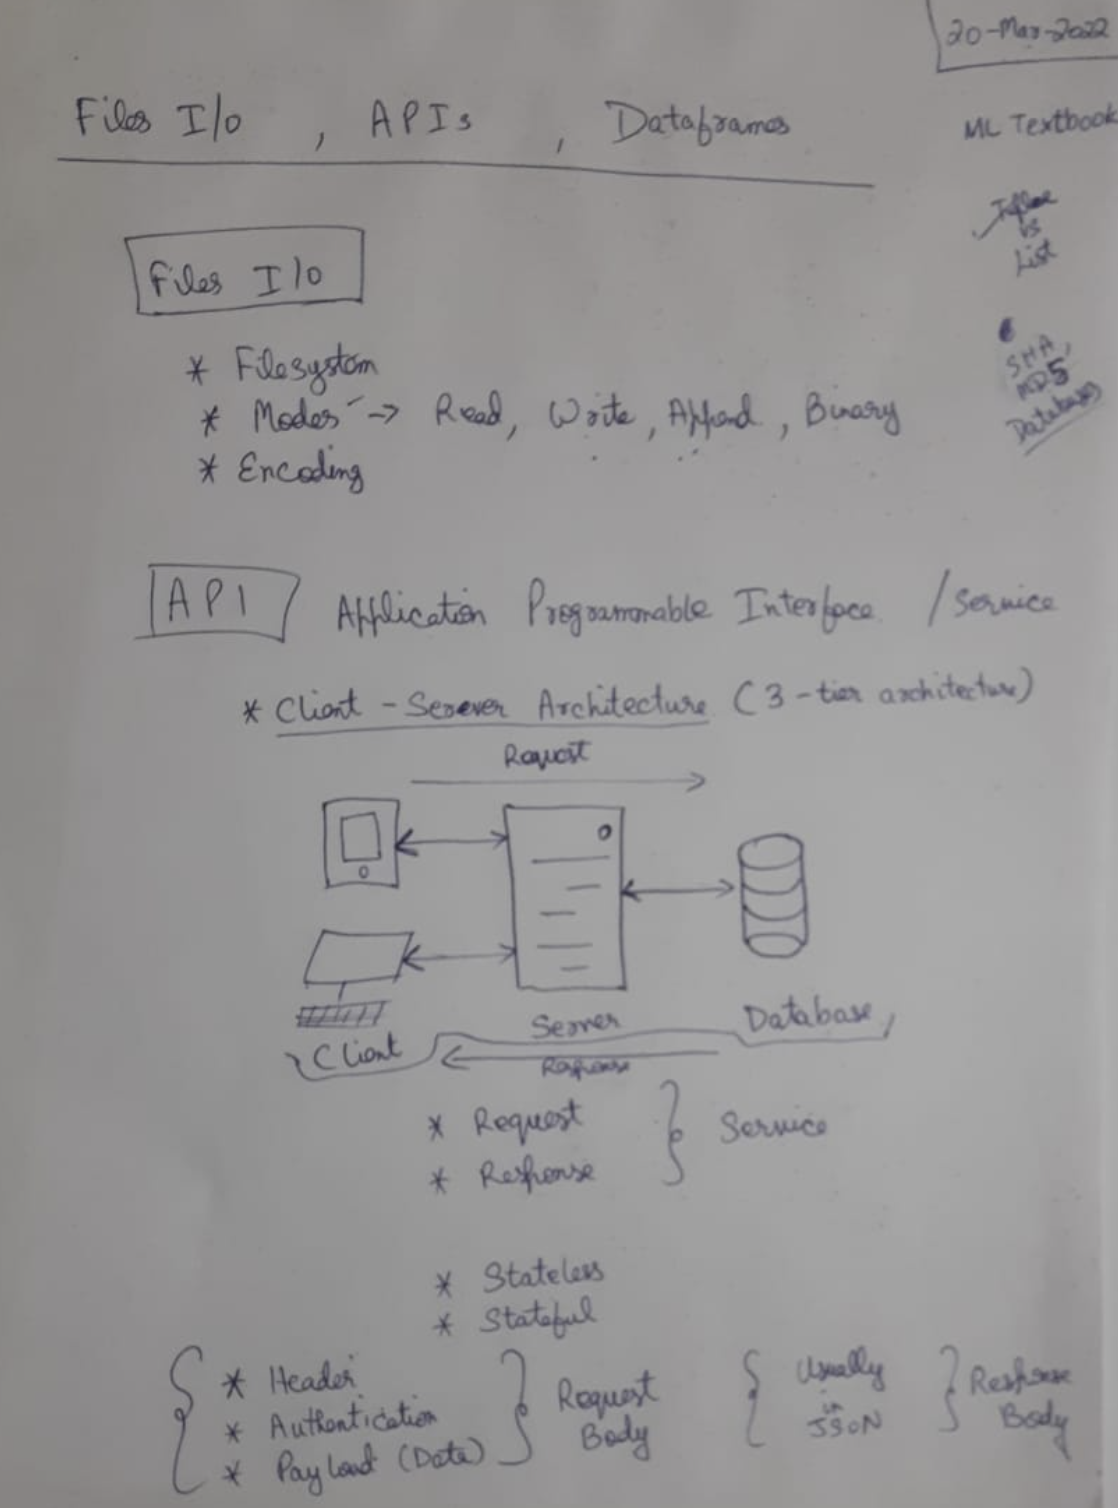 20-Mar-2022
Files I/o , APIs , Dataframes
ML Textbook
vs
List
Files I/o
SHA,
MD5
Databases
* Filesystem
* Modes -> Read, Write, Append, Binary
* Encoding
API Application Programmable Interface / Service
* Client - Server Architecture (3-tier architecture)
Request
Server
Database
Client
Response
* Request
* Response
Service
* Stateless
* Stateful
* Header
* Authentication
* Payload (Data)
Request
Body
Usually
in
JSON
Response
Body